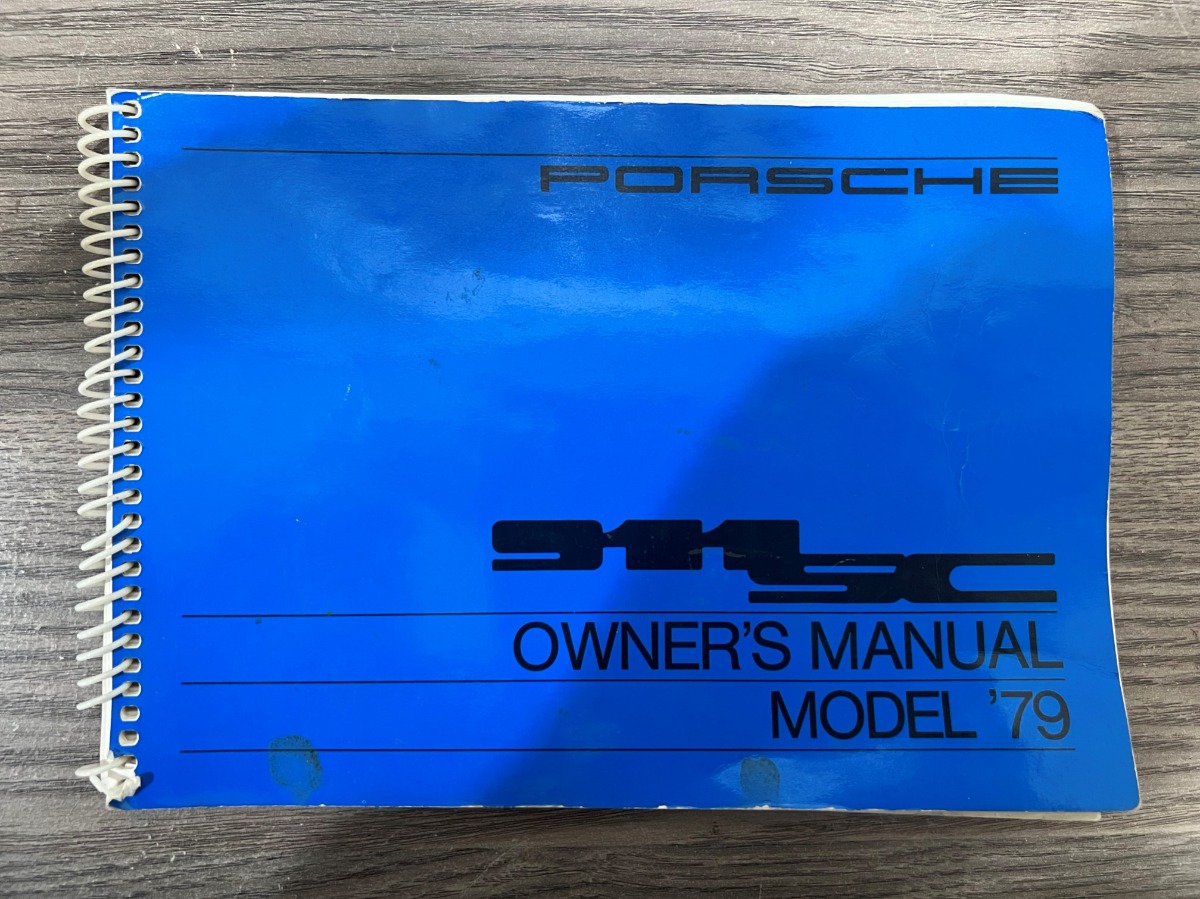 PORSCHE
911SC
OWNER'S MANUAL
MODEL '79